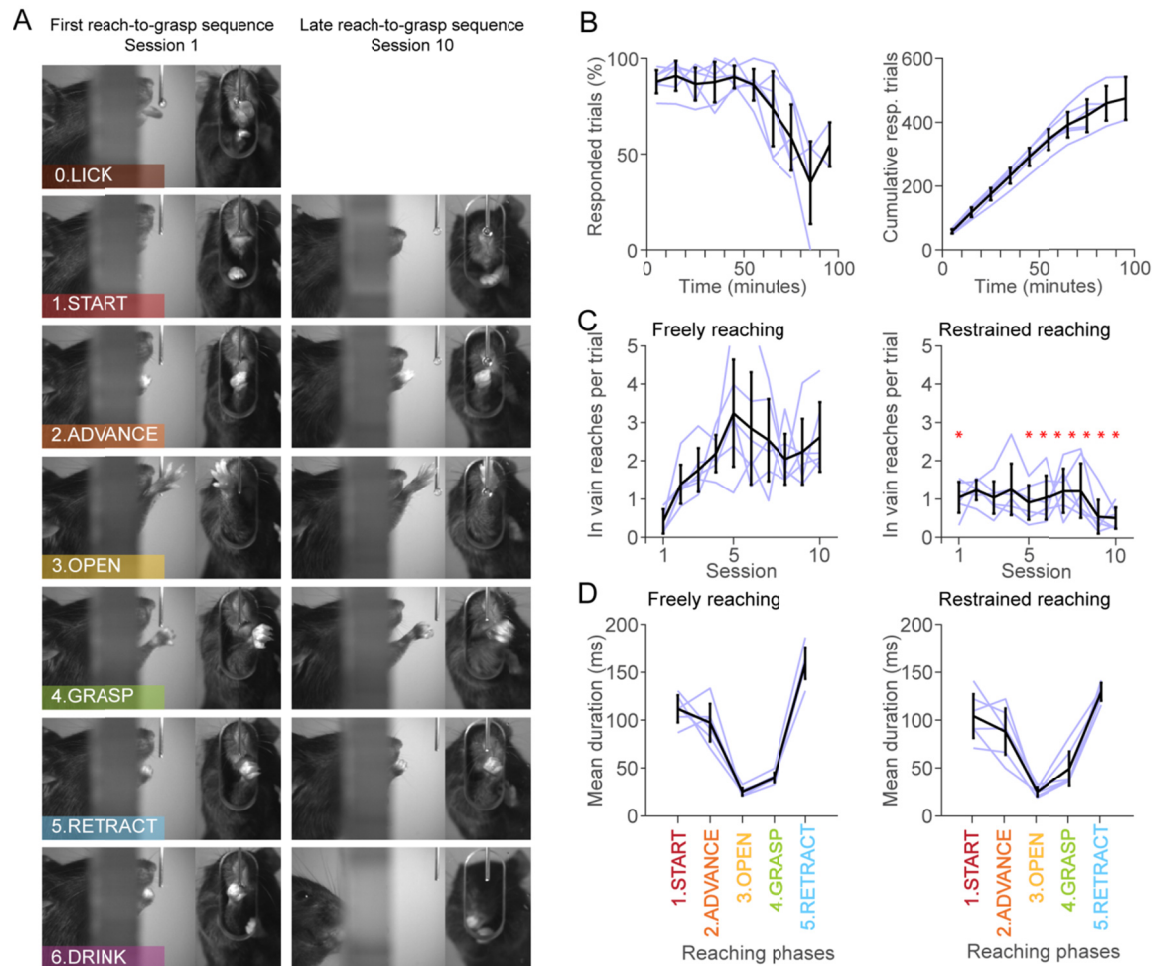 A
First reach-to-grasp sequence
Session 1
Late reach-to-grasp sequence
Session 10
0.LICK
1.START
2.ADVANCE
3.OPEN
4.GRASP
5.RETRACT
6.DRINK
B
Responded trials (%)
100
50
0
0
50
100
Time (minutes)
Cumulative resp. trials
600
400
200
0
0
50
100
Time (minutes)
C
Freely reaching
In vain reaches per trial
5
4
3
2
1
0
1
5
10
Session
Restrained reaching
In vain reaches per trial
5
4
3
2
1
0
* * * * * * * *
1
5
10
Session
D
Freely reaching
Mean duration (ms)
200
150
100
50
0
1.START
2.ADVANCE
3.OPEN
4.GRASP
5.RETRACT
Reaching phases
Restrained reaching
Mean duration (ms)
200
150
100
50
0
1.START
2.ADVANCE
3.OPEN
4.GRASP
5.RETRACT
Reaching phases